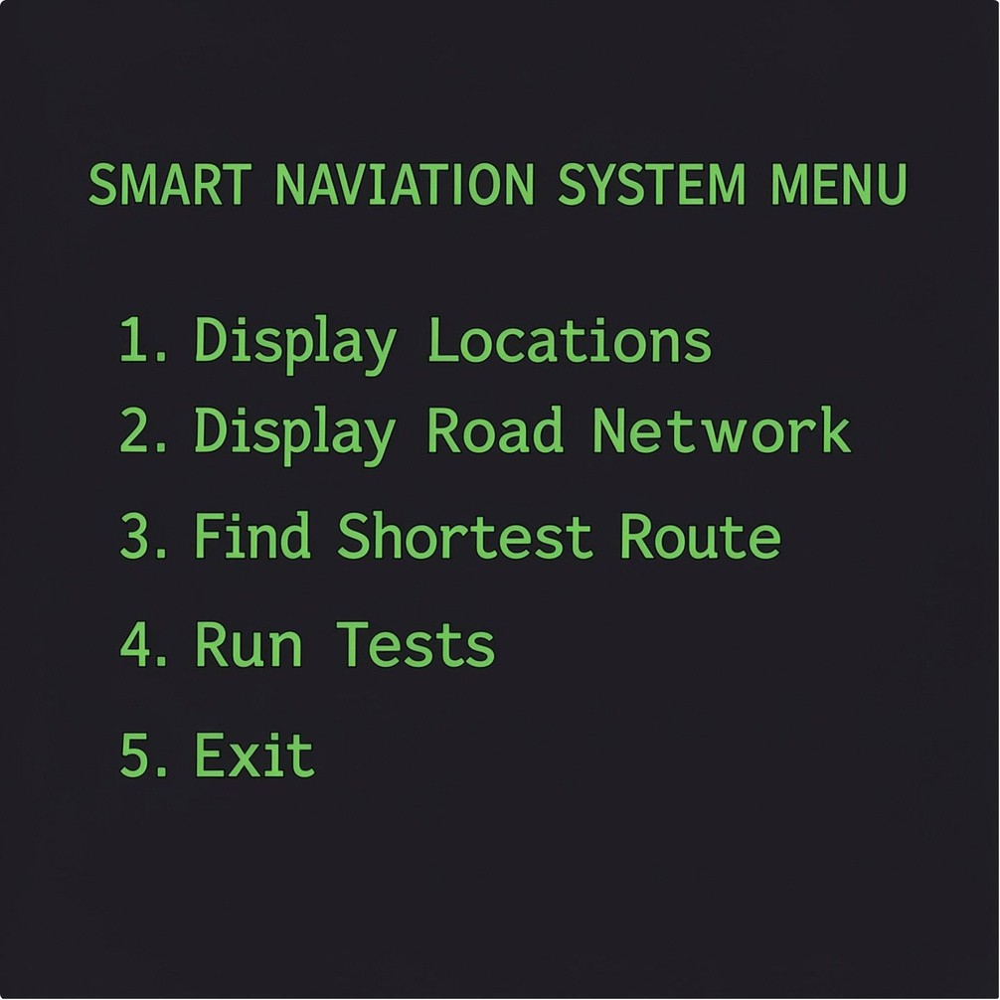 SMART NAVIATION SYSTEM MENU
1. Display Locations
2. Display Road Network
3. Find Shortest Route
4. Run Tests
5. Exit